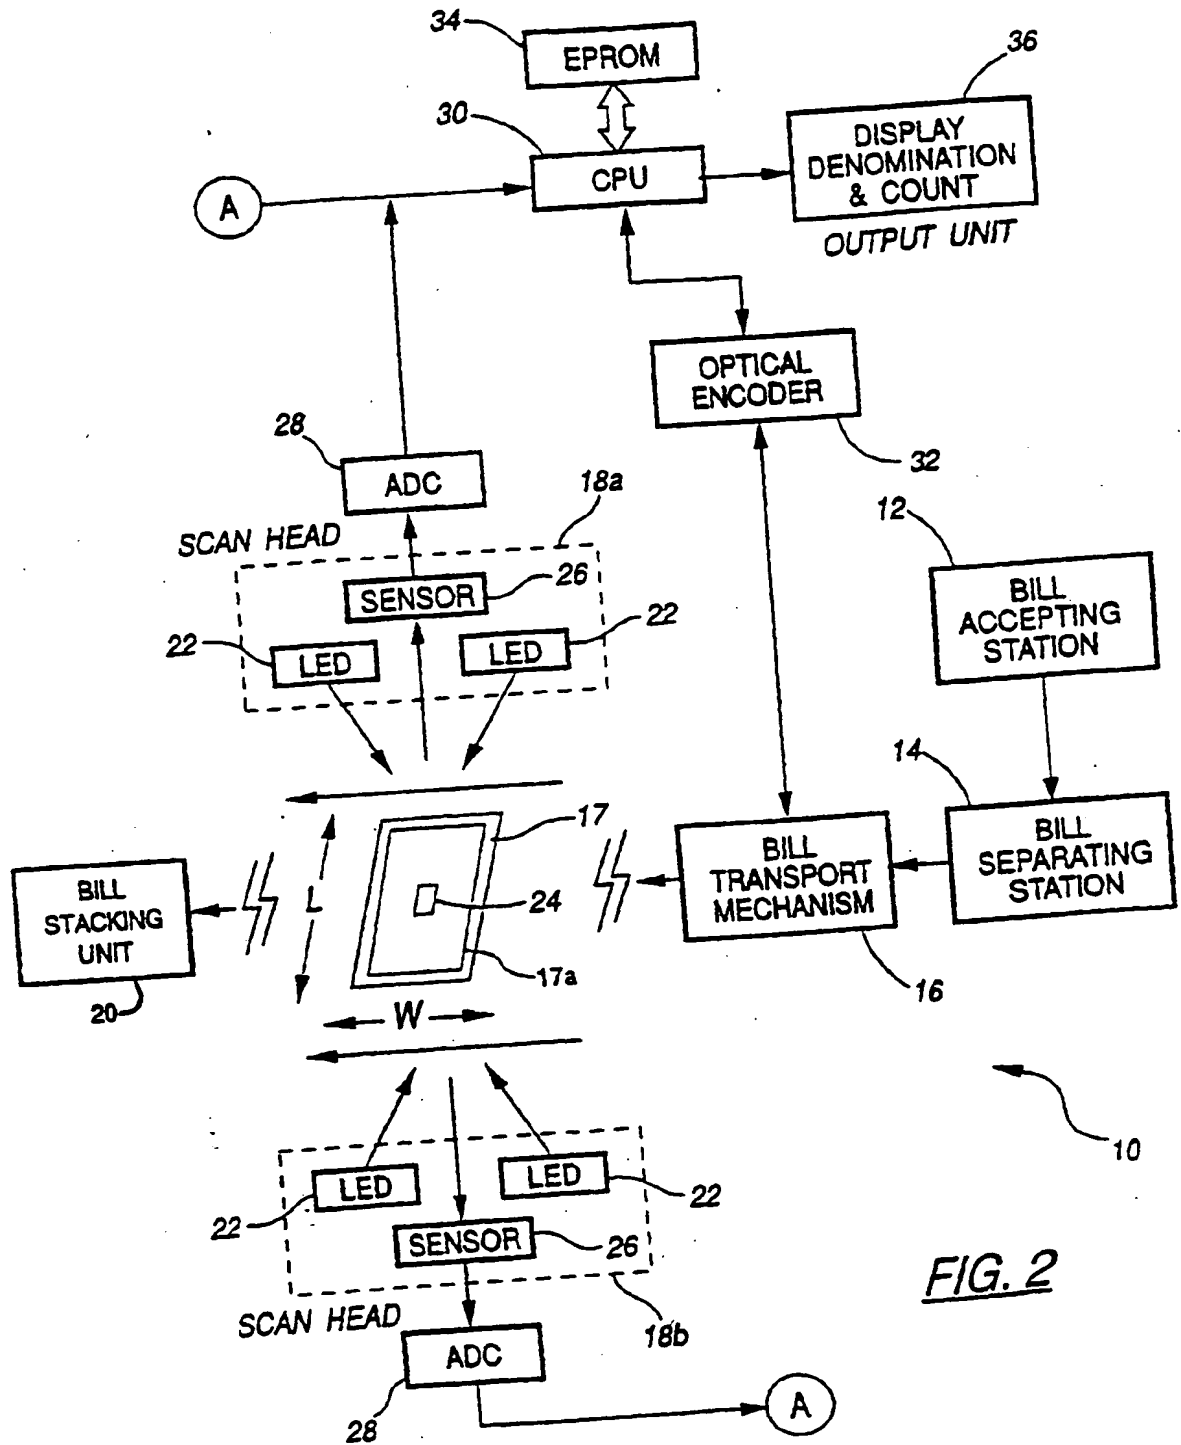 34
EPROM
36
30
DISPLAY
DENOMINATION
& COUNT
CPU
A
OUTPUT UNIT
OPTICAL
ENCODER
28
32
ADC
18a
12
SCAN HEAD
26
BILL
ACCEPTING
STATION
SENSOR
22
22
LED
LED
14
17
BILL
SEPARATING
STATION
BILL
TRANSPORT
MECHANISM
BILL
STACKING
UNIT
L
24
17a
16
20
W
10
LED
LED
22
22
SENSOR
26
FIG. 2
SCAN HEAD
18b
ADC
28
A